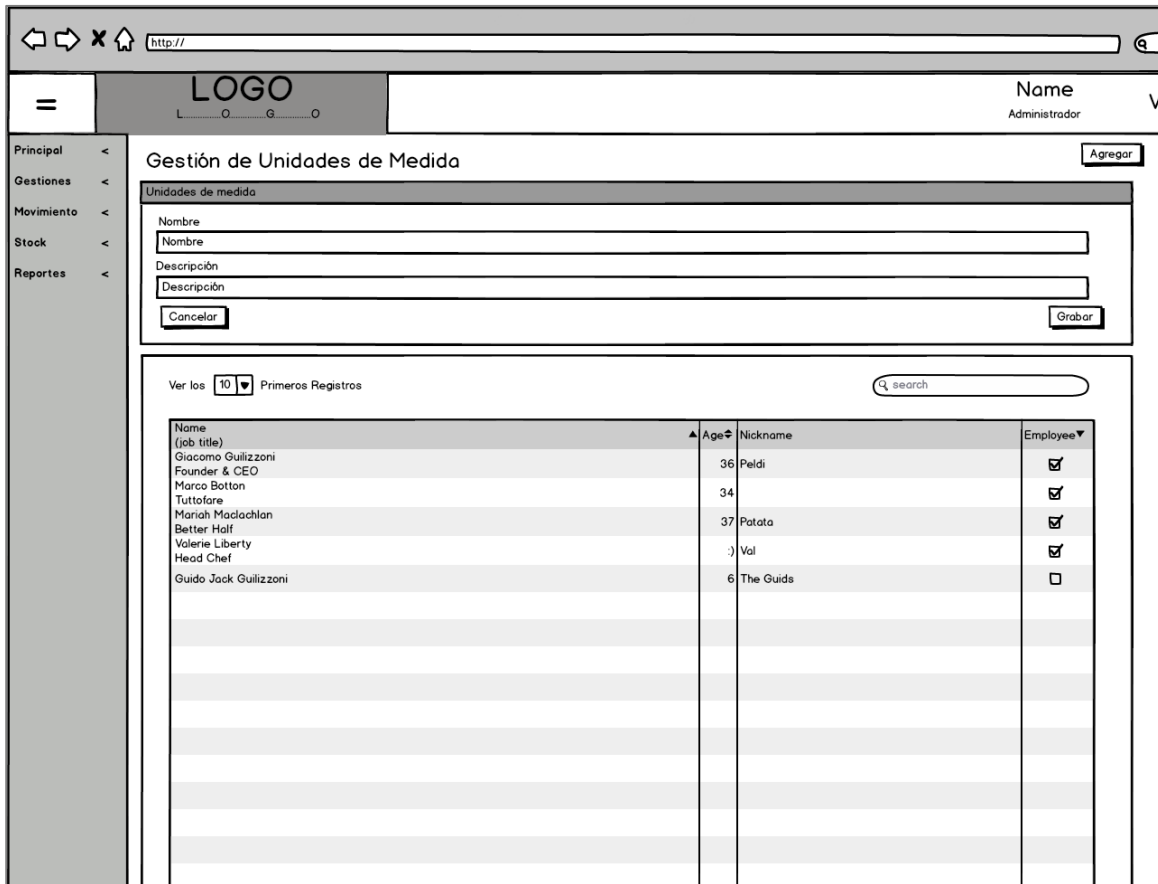 http://
LOGO
L.............O.............G.............O
Name
Administrador
V
Principal <
Gestiones <
Movimiento <
Stock <
Reportes <
Gestión de Unidades de Medida
Agregar
Unidades de medida
Nombre
Nombre
Descripción
Descripción
Cancelar
Grabar
Ver los 10 Primeros Registros
search
Name
(job title)
Age
Nickname
Employee
Giacomo Guilizzoni
Founder & CEO
36 Peldi
Marco Botton
Tuttofare
34
Mariah Maclachlan
Better Half
37 Patata
Valerie Liberty
Head Chef
:) Val
Guido Jack Guilizzoni
6 The Guids